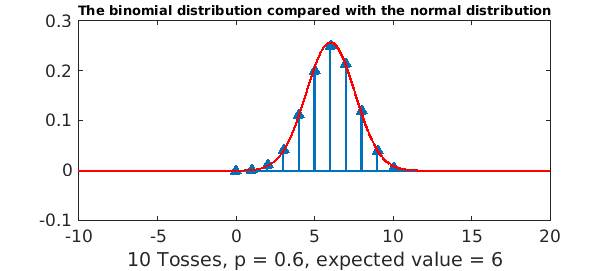 The binomial distribution compared with the normal distribution
0.3
0.2
0.1
0
-0.1
-10 -5 0 5 10 15 20
10 Tosses, p = 0.6, expected value = 6